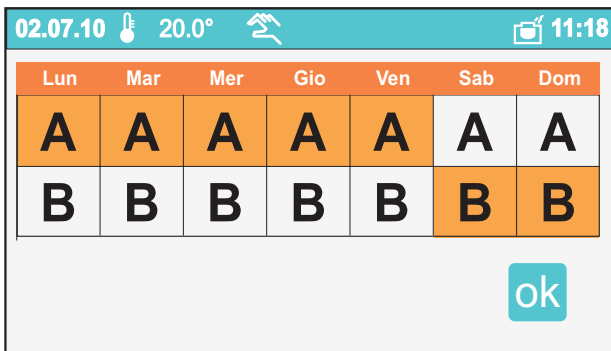 02.07.10 20.0° 11:18
Lun Mar Mer Gio Ven Sab Dom
A A A A A A A
B B B B B B B
ok